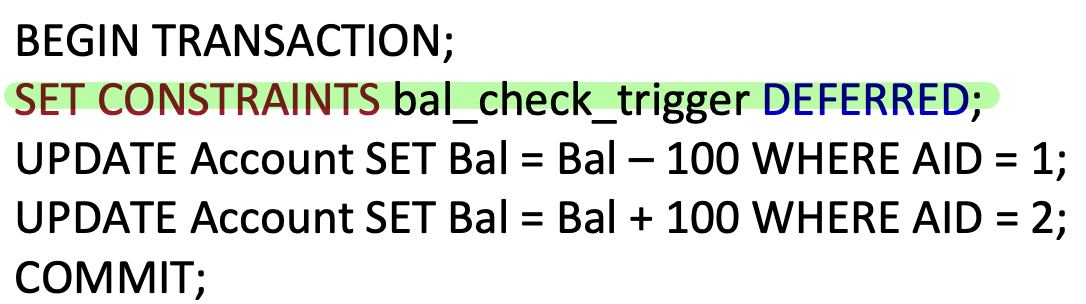 BEGIN TRANSACTION;
SET CONSTRAINTS bal_check_trigger DEFERRED;
UPDATE Account SET Bal = Bal – 100 WHERE AID = 1;
UPDATE Account SET Bal = Bal + 100 WHERE AID = 2;
COMMIT;